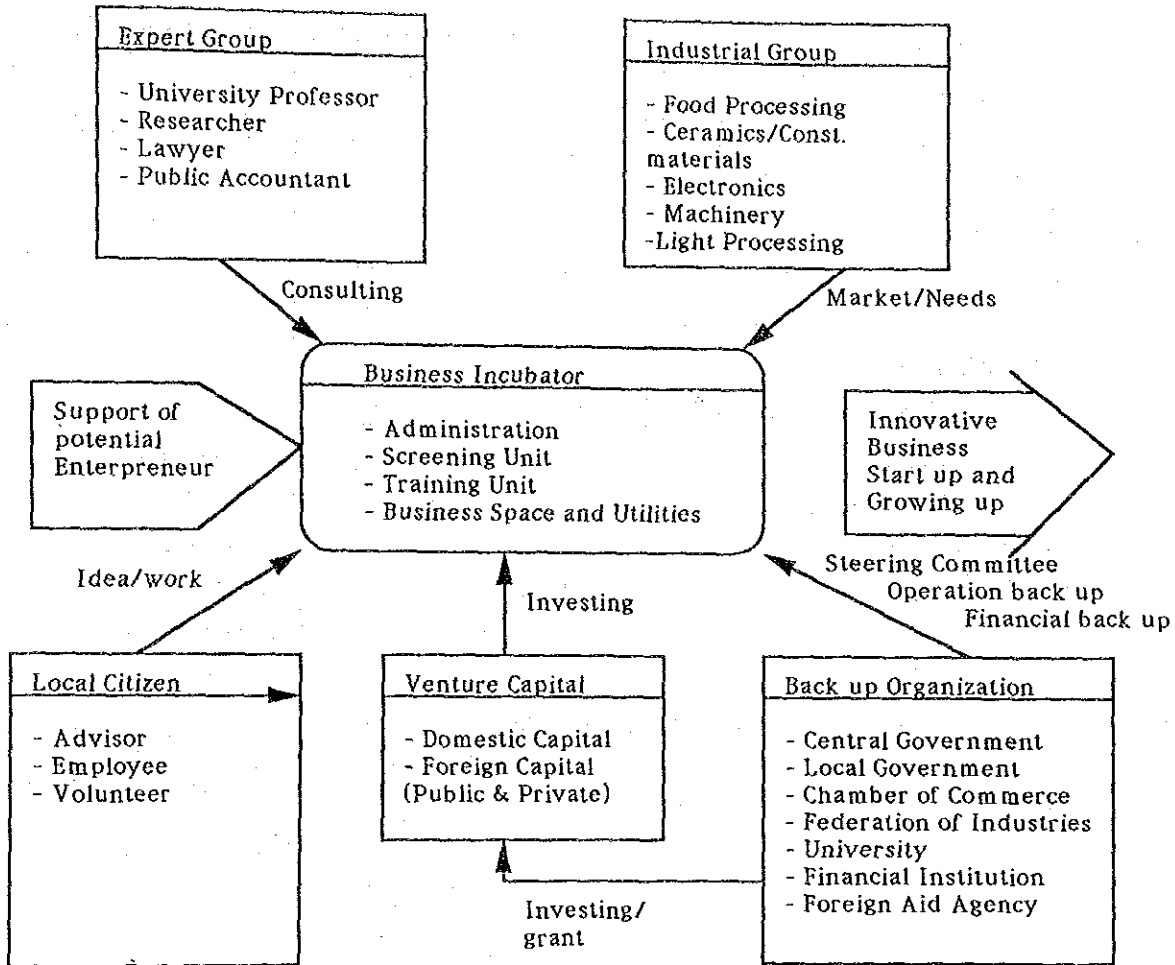 Expert Group
- University Professor
- Researcher
- Lawyer
- Public Accountant
Industrial Group
- Food Processing
- Ceramics/Const.
materials
- Electronics
- Machinery
-Light Processing
Consulting
Market/Needs
Support of
potential
Enterpreneur
Business Incubator
- Administration
- Screening Unit
- Training Unit
- Business Space and Utilities
Innovative
Business
Start up and
Growing up
Idea/work
Investing
Steering Committee
Operation back up
Financial back up
Local Citizen
- Advisor
- Employee
- Volunteer
Venture Capital
- Domestic Capital
- Foreign Capital
(Public & Private)
Back up Organization
- Central Government
- Local Government
- Chamber of Commerce
- Federation of Industries
- University
- Financial Institution
- Foreign Aid Agency
Investing/
grant